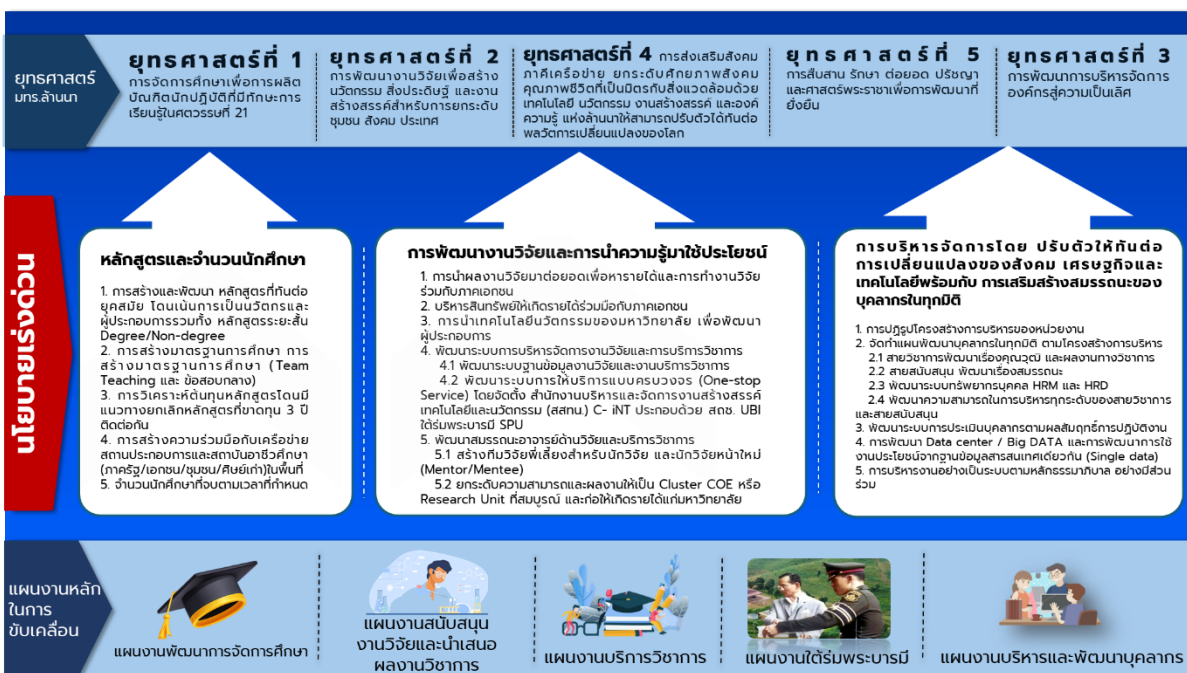 ยุทธศาสตร์
มทร.ล้านนา
ยุทธศาสตร์ที่ 1
การจัดการศึกษาเพื่อการผลิต
บัณฑิตนักปฏิบัติที่มีทักษะการ
เรียนรู้ในศตวรรษที่ 21
ยุทธศาสตร์ที่ 2
การพัฒนางานวิจัยเพื่อสร้าง
นวัตกรรม สิ่งประดิษฐ์ และงาน
สร้างสรรค์สำหรับการยกระดับ
ชุมชน สังคม ประเทศ
ยุทธศาสตร์ที่ 4 การส่งเสริมสังคม
ภาคีเครือข่าย ยกระดับศักยภาพสังคม
คุณภาพชีวิตที่เป็นมิตรกับสิ่งแวดล้อมด้วย
เทคโนโลยี นวัตกรรม งานสร้างสรรค์ และองค์
ความรู้ แห่งล้านนาให้สามารถปรับตัวได้ทันต่อ
พลวัตการเปลี่ยนแปลงของโลก
ยุทธศาสตร์ที่ 5
การสืบสาน รักษา ต่อยอด ปรัชญา
และศาสตร์พระราชาเพื่อการพัฒนาที่
ยั่งยืน
ยุทธศาสตร์ที่ 3
การพัฒนาการบริหารจัดการ
องค์กรสู่ความเป็นเลิศ
นโยบายเร่งด่วน
หลักสูตรและจำนวนนักศึกษา
1. การสร้างและพัฒนา หลักสูตรที่ทันต่อ
ยุคสมัย โดนเน้นการเป็นนวัตกรและ
ผู้ประกอบการรวมทั้ง หลักสูตรระยะสั้น
Degree/Non-degree
2. การสร้างมาตรฐานการศึกษา การ
สร้างมาตรฐานการศึกษา (Team
Teaching และ ข้อสอบกลาง)
3. การวิเคราะห์ต้นทุนหลักสูตรโดนมี
แนวทางยกเลิกหลักสูตรที่ขาดทุน 3 ปี
ติดต่อกัน
4. การสร้างความร่วมมือกับเครือข่าย
สถานประกอบการและสถาบันอาชีวศึกษา
(ภาครัฐ/เอกชน/ชุมชน/ศิษย์เก่า)ในพื้นที่
5. จำนวนนักศึกษาที่จบตามเวลาที่กำหนด
การพัฒนางานวิจัยและการนำความรู้มาใช้ประโยชน์
1. การนำผลงานวิจัยมาต่อยอดเพื่อหารายได้และการทำงานวิจัย
ร่วมกับภาคเอกชน
2. บริหารสินทรัพย์ให้เกิดรายได้ร่วมมือกับภาคเอกชน
3. การนำเทคโนโลยีนวัตกรรมของมหาวิทยาลัย เพื่อพัฒนา
ผู้ประกอบการ
4. พัฒนาระบบการบริหารจัดการงานวิจัยและการบริการวิชาการ
4.1 พัฒนาระบบฐานข้อมูลงานวิจัยและงานบริการวิชาการ
4.2 พัฒนาระบบการให้บริการแบบครบวงจร (One-stop
Service) โดยจัดตั้ง สำนักงานบริหารและจัดการงานสร้างสรรค์
เทคโนโลยีและนวัตกรรม (สสทน.) C- iNT ประกอบด้วย สถช. UBI
ใต้ร่มพระบารมี SPU
5. พัฒนาสมรรถนะอาจารย์ด้านวิจัยและบริการวิชาการ
5.1 สร้างทีมวิจัยพี่เลี้ยงสำหรับนักวิจัย และนักวิจัยหน้าใหม่
(Mentor/Mentee)
5.2 ยกระดับความสามารถและผลงานให้เป็น Cluster COE หรือ
Research Unit ที่สมบูรณ์ และก่อให้เกิดรายได้แก่มหาวิทยาลัย
การบริหารจัดการโดย ปรับตัวให้ทันต่อ
การเปลี่ยนแปลงของสังคม เศรษฐกิจและ
เทคโนโลยีพร้อมกับ การเสริมสร้างสมรรถนะของ
บุคลากรในทุกมิติ
1. การปฏิรูปโครงสร้างการบริหารของหน่วยงาน
2. จัดทำแผนพัฒนาบุคลากรในทุกมิติ ตามโครงสร้างการบริหาร
2.1 สายวิชาการพัฒนาเรื่องคุณวุฒิ และผลงานทางวิชาการ
2.2 สายสนับสนุน พัฒนาเรื่องสมรรถนะ
2.3 พัฒนาระบบทรัพยากรบุคคล HRM และ HRD
2.4 พัฒนาความสามารถในการบริหารทุกระดับของสายวิชาการ
และสายสนับสนุน
3. พัฒนาระบบการประเมินบุคลากรตามผลสัมฤทธิ์การปฏิบัติงาน
4. การพัฒนา Data center / Big DATA และการพัฒนาการใช้
งานประโยชน์จากฐานข้อมูลสารสนเทศเดียวกัน (Single data)
5. การบริหารงานอย่างเป็นระบบตามหลักธรรมาภิบาล อย่างมีส่วน
ร่วม
แผนงานหลัก
ในการ
ขับเคลื่อน
แผนงานพัฒนาการจัดการศึกษา
แผนงานสนับสนุน
งานวิจัยและนำเสนอ
ผลงานวิชาการ
แผนงานบริการวิชาการ
แผนงานใต้ร่มพระบารมี
แผนงานบริหารและพัฒนาบุคลากร